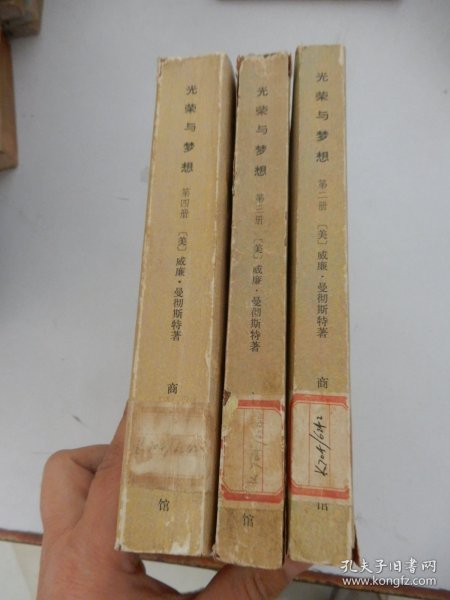 光荣与梦想 第四册 〔美〕威廉·曼彻斯特著 商
馆
光荣与梦想 第三册 〔美〕威廉·曼彻斯特著
馆
光荣与梦想 第二册 〔美〕威廉·曼彻斯特著 商
K704/6242
孔夫子旧书网
www.kongfz.com